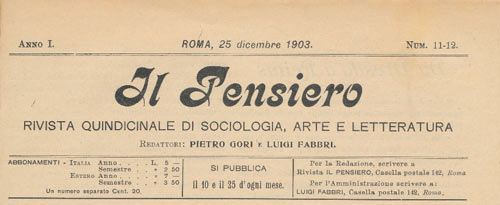 ANNO I. ROMA, 25 dicembre 1903. NUM. 11-12.
Il Pensiero
RIVISTA QUINDICINALE DI SOCIOLOGIA, ARTE E LETTERATURA
REDATTORI: PIETRO GORI E LUIGI FABBRI.
ABBONAMENTI - ITALIA Anno . . . L. 5 —
Semestre . . » 2 50
ESTERO Anno . . . » 7 —
Semestre . . » 3 50
Un numero separato Cent. 20.
SI PUBBLICA
Il 10 e il 25 d'ogni mese.
Per la Redazione, scrivere a
Rivista IL PENSIERO, Casella postale 142, Roma
Per l'Amministrazione scrivere a:
LUIGI FABBRI, Casella postale 142, Roma.